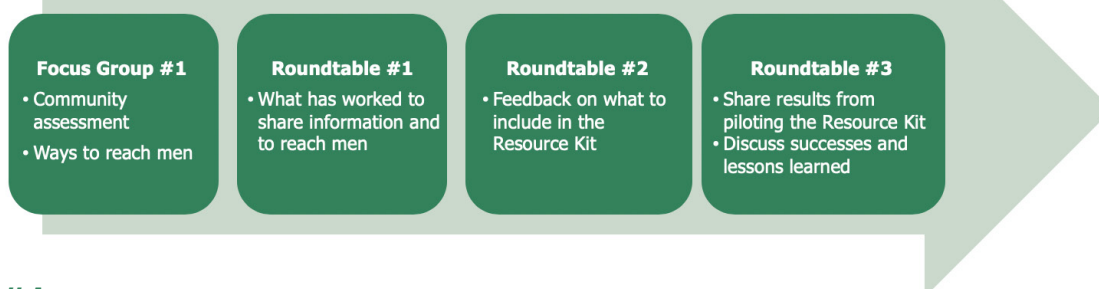 Focus Group #1
• Community
assessment
• Ways to reach men
Roundtable #1
• What has worked to
share information and
to reach men
Roundtable #2
• Feedback on what to
include in the
Resource Kit
Roundtable #3
• Share results from
piloting the Resource Kit
• Discuss successes and
lessons learned